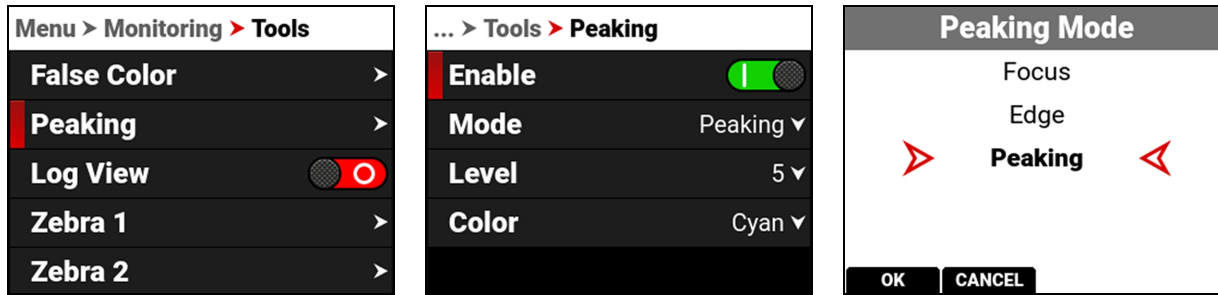 Menu > Monitoring > Tools
False Color >
Peaking >
Log View
Zebra 1 >
Zebra 2 >
... > Tools > Peaking
Enable
Mode Peaking
Level 5
Color Cyan
Peaking Mode
Focus
Edge
Peaking
OK CANCEL